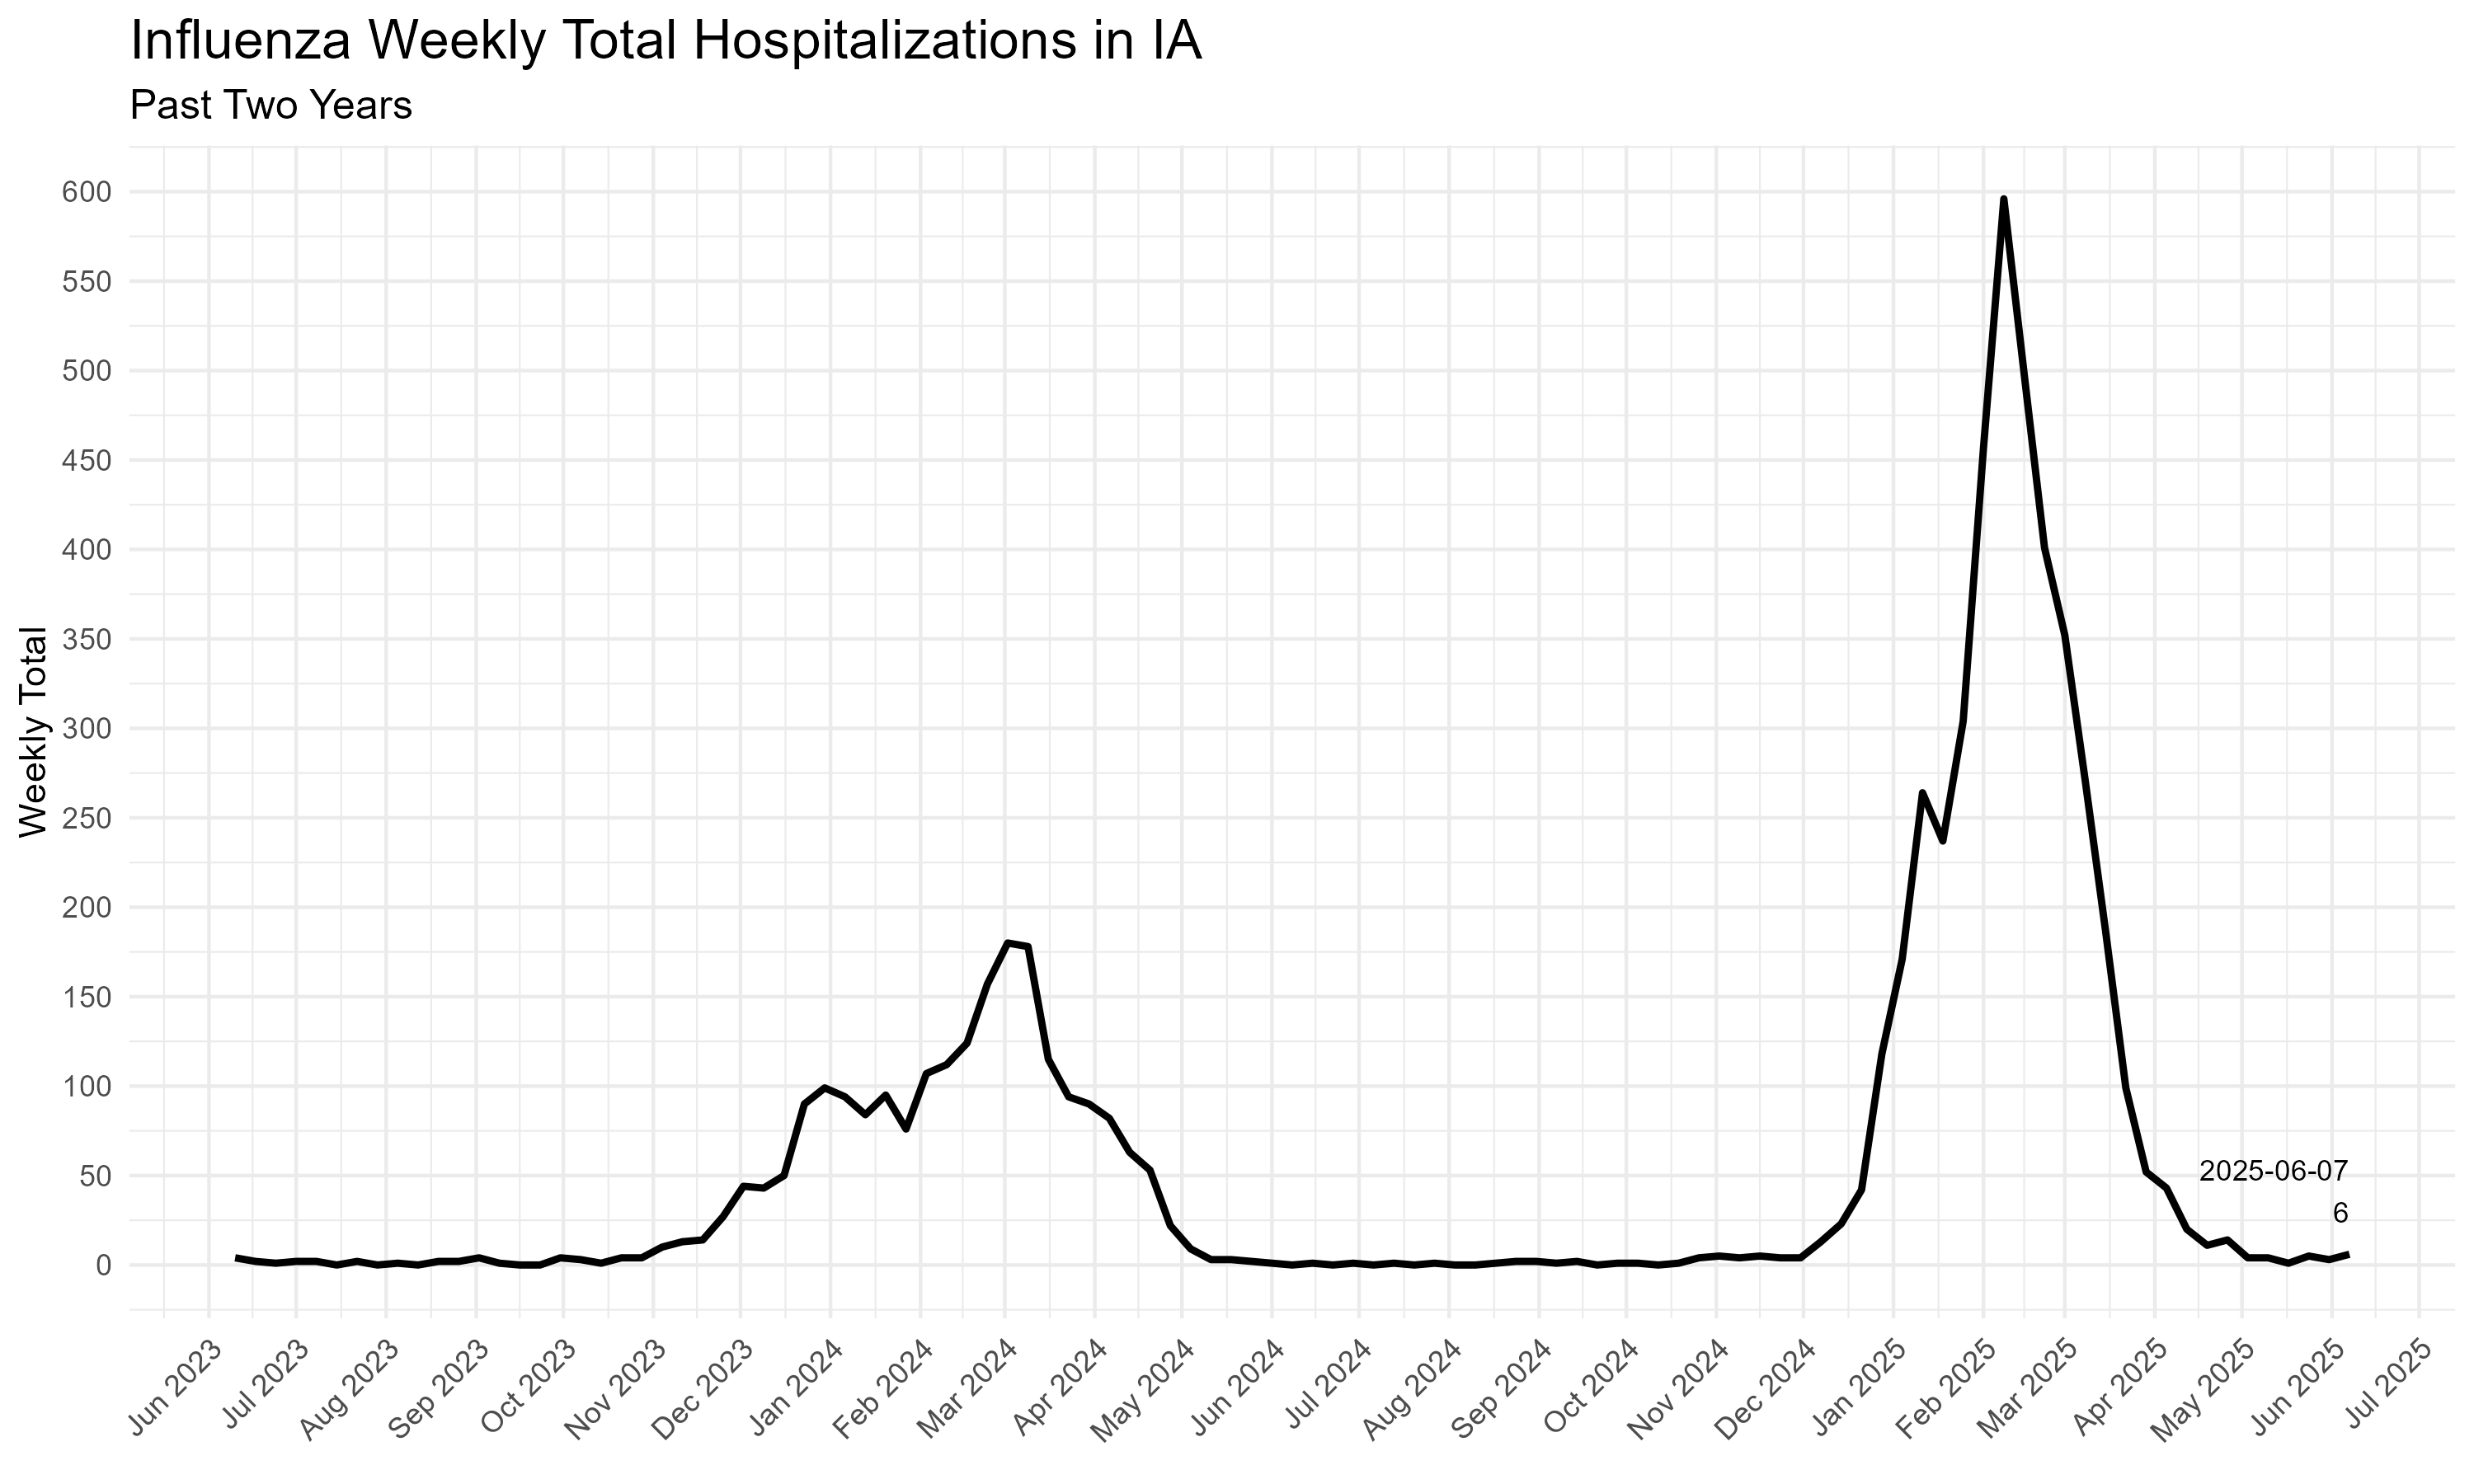 Influenza Weekly Total Hospitalizations in IA
Past Two Years
Weekly Total
600
550
500
450
400
350
300
250
200
150
100
50
0
2025-06-07
6
Jun 2023
Jul 2023
Aug 2023
Sep 2023
Oct 2023
Nov 2023
Dec 2023
Jan 2024
Feb 2024
Mar 2024
Apr 2024
May 2024
Jun 2024
Jul 2024
Aug 2024
Sep 2024
Oct 2024
Nov 2024
Dec 2024
Jan 2025
Feb 2025
Mar 2025
Apr 2025
May 2025
Jun 2025
Jul 2025